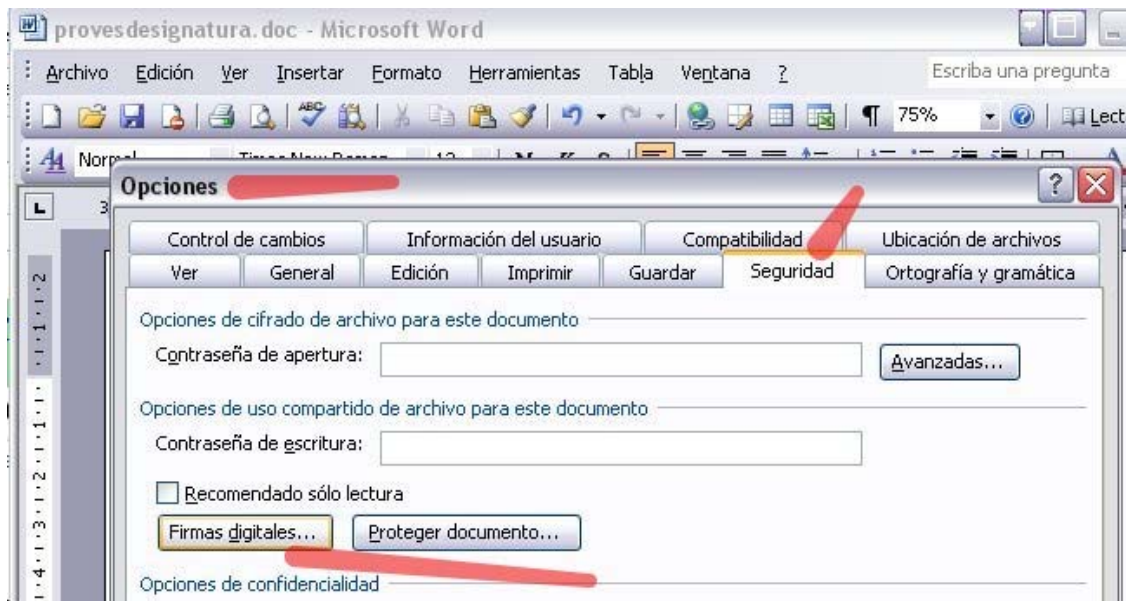 provesdesignatura.doc - Microsoft Word
Archivo Edición Ver Insertar Formato Herramientas Tabla Ventana ? Escriba una pregunta
ABC ¶ 75% Lect
Normal
Opciones ?
L 3
Control de cambios Información del usuario Compatibilidad Ubicación de archivos
Ver General Edición Imprimir Guardar Seguridad Ortografía y gramática
Opciones de cifrado de archivo para este documento
Contraseña de apertura: Avanzadas...
Opciones de uso compartido de archivo para este documento
Contraseña de escritura:
Recomendado sólo lectura
Firmas digitales... Proteger documento...
Opciones de confidencialidad